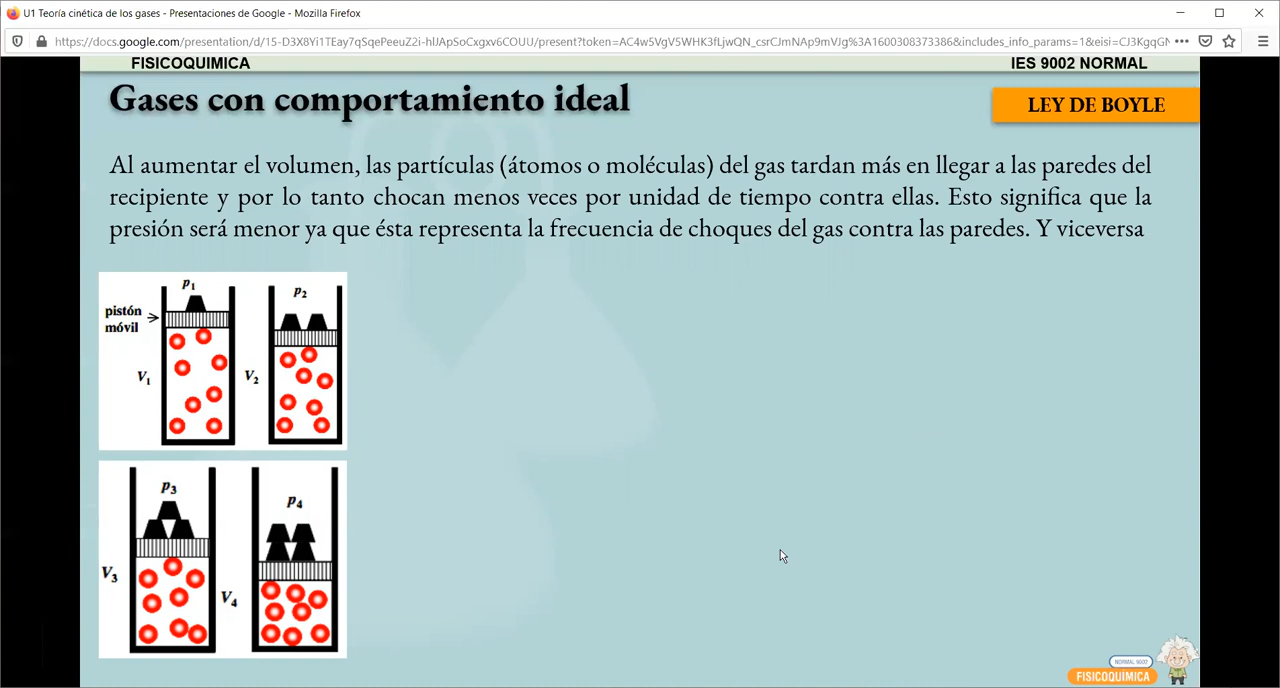 U1 Teoría cinética de los gases - Presentaciones de Google - Mozilla Firefox
https://docs.google.com/presentation/d/15-D3X8Yi1TEay7qSqePeeuZ2i-hlJApSoCxgxv6COUU/present?token=AC4w5VgV5WHK3fLjwQN_csrCJmNAp9mVJg%3A1600308373386&includes_info_params=1&eisi=CJ3KgqGN
FISICOQUIMICA
IES 9002 NORMAL
Gases con comportamiento ideal
LEY DE BOYLE
Al aumentar el volumen, las partículas (átomos o moléculas) del gas tardan más en llegar a las paredes del
recipiente y por lo tanto chocan menos veces por unidad de tiempo contra ellas. Esto significa que la
presión será menor ya que ésta representa la frecuencia de choques del gas contra las paredes. Y viceversa
p1
p2
pistón
móvil
V1
V2
p3
p4
V3
V4
NORMAL 9002
FISICOQUÍMICA